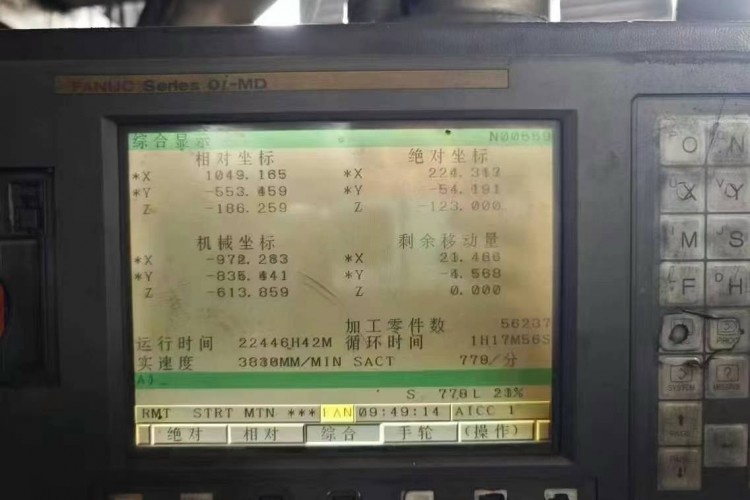 FANUC Series 0i-MD
综合显示 N00659
相对坐标 绝对坐标
*X 1049.165 *X 224.317
*Y -553.459 *Y -54.191
Z -186.259 Z -123.000
机械坐标 剩余移动量
*X -972.283 *X 21.486
*Y -835.441 *Y -4.568
Z -613.859 Z 0.000
加工零件数 56237
运行时间 22446H42M 循环时间 1H17M56S
实速度 3830MM/MIN SACT 779/分
A)_
S 778L 21%
RMT STRT MTN *** FAN 09:49:14 AICC 1
绝对 相对 综合 手轮 (操作)
O N
X Y
M S
F H